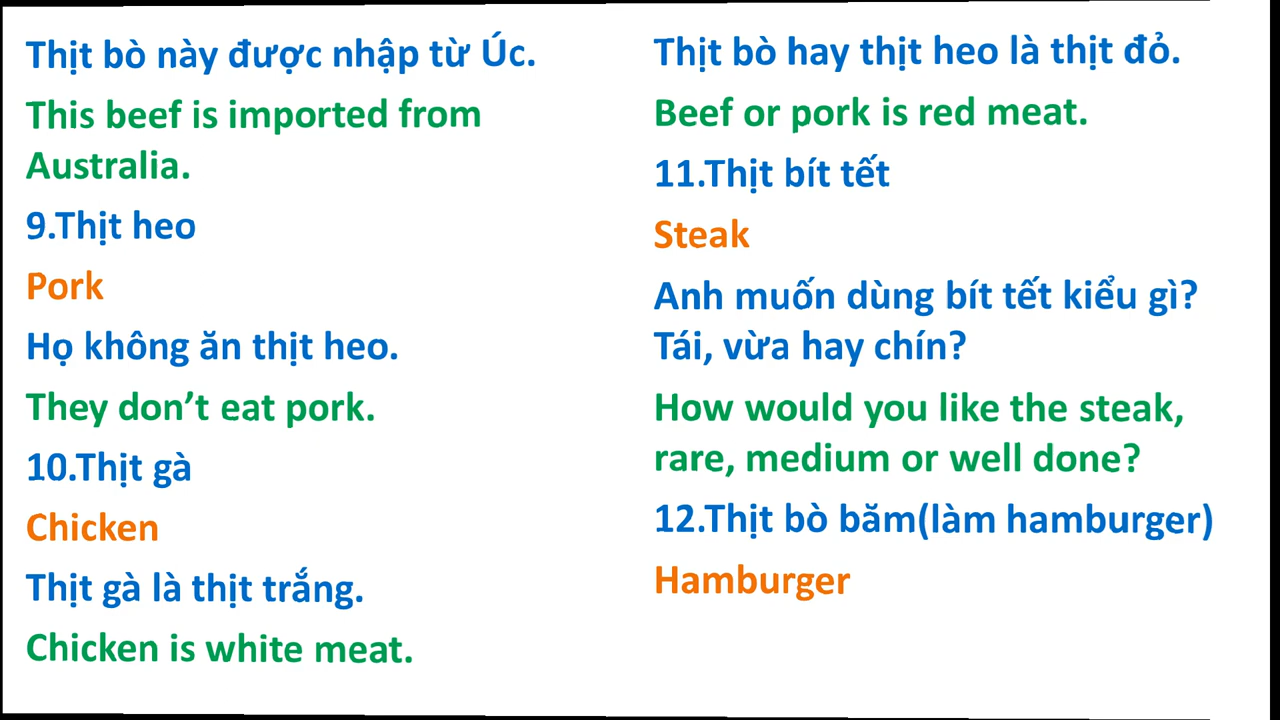 Thịt bò này được nhập từ Úc.
This beef is imported from
Australia.
9.Thịt heo
Pork
Họ không ăn thịt heo.
They don’t eat pork.
10.Thịt gà
Chicken
Thịt gà là thịt trắng.
Chicken is white meat.
Thịt bò hay thịt heo là thịt đỏ.
Beef or pork is red meat.
11.Thịt bít tết
Steak
Anh muốn dùng bít tết kiểu gì?
Tái, vừa hay chín?
How would you like the steak,
rare, medium or well done?
12.Thịt bò băm(làm hamburger)
Hamburger